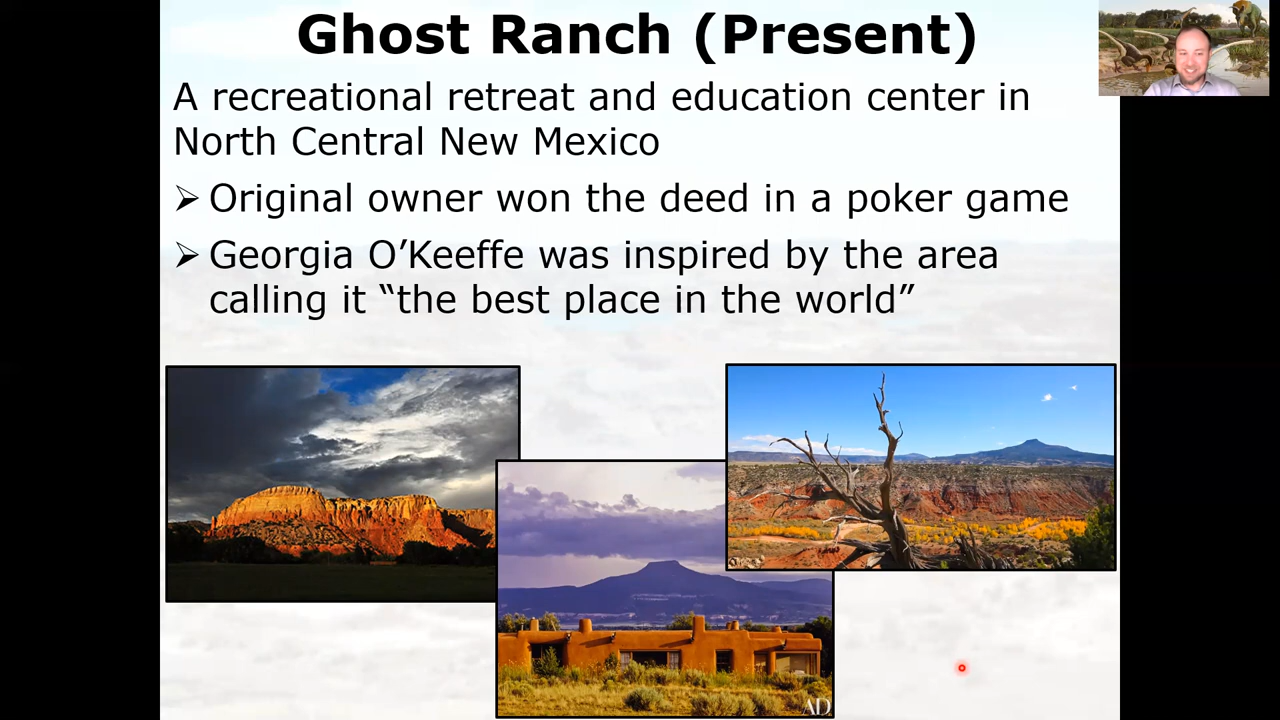 Ghost Ranch (Present)
A recreational retreat and education center in
North Central New Mexico
➢ Original owner won the deed in a poker game
➢ Georgia O’Keeffe was inspired by the area
calling it “the best place in the world”
AD